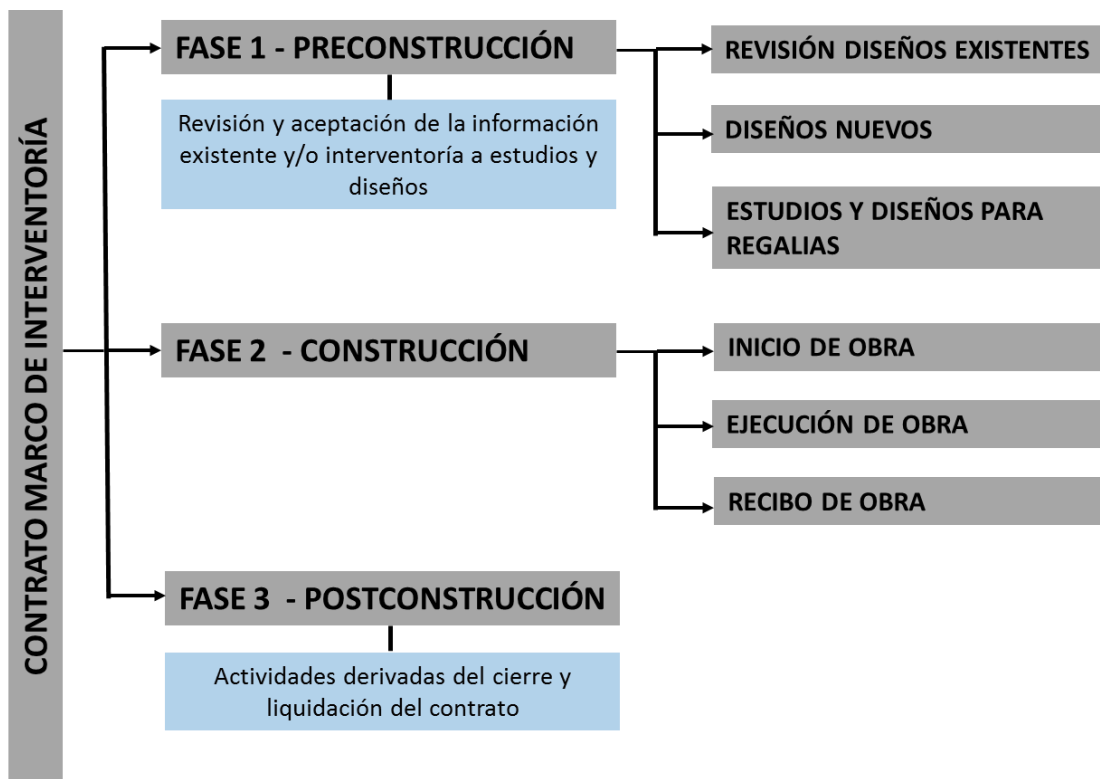 CONTRATO MARCO DE INTERVENTORÍA
FASE 1 - PRECONSTRUCCIÓN
Revisión y aceptación de la información
existente y/o interventoría a estudios y
diseños
REVISIÓN DISEÑOS EXISTENTES
DISEÑOS NUEVOS
ESTUDIOS Y DISEÑOS PARA
REGALIAS
FASE 2 - CONSTRUCCIÓN
INICIO DE OBRA
EJECUCIÓN DE OBRA
RECIBO DE OBRA
FASE 3 - POSTCONSTRUCCIÓN
Actividades derivadas del cierre y
liquidación del contrato